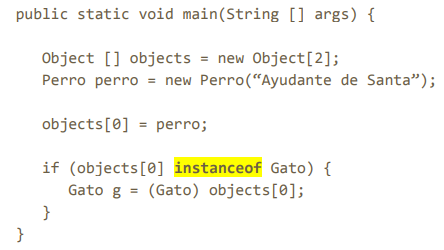 public static void main(String [] args) {
Object [] objects = new Object[2];
Perro perro = new Perro(“Ayudante de Santa”);
objects[0] = perro;
if (objects[0] instanceof Gato) {
Gato g = (Gato) objects[0];
}
}